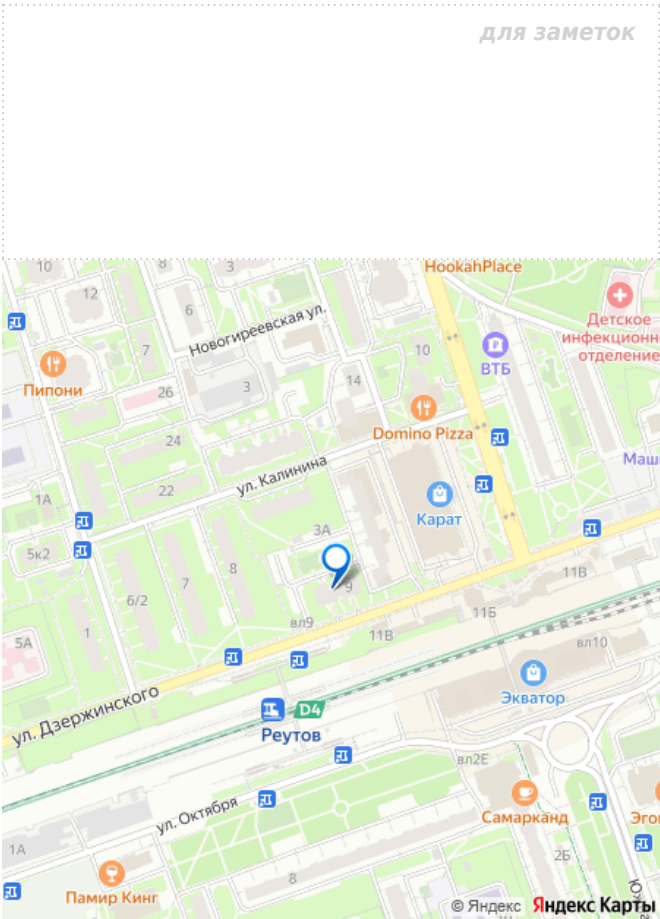 для заметок
HookahPlace
10
8
3
12
Детское
инфекционн
отделение
6
Новогиреевская ул.
7
10
ВТБ
Пипони
26
3
14
Domino Pizza
24
Маш
ул. Калинина
22
1А
Карат
3А
5к2
8
7
9
11В
6/2
вл9
11Б
1
11В
вл10
5А
Экватор
ул. Дзержинского
D4
Реутов
вл2Е
ул. Октября
Самарканд
Эго
1А
2Б
8
Памир Кинг
Южна
© Яндекс Яндекс Карты